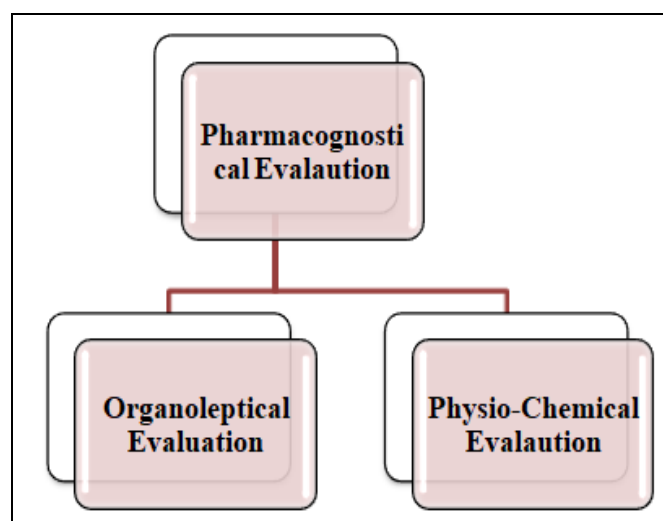 Pharmacognosti
cal Evalaution
Organoleptical
Evaluation
Physio-Chemical
Evalaution